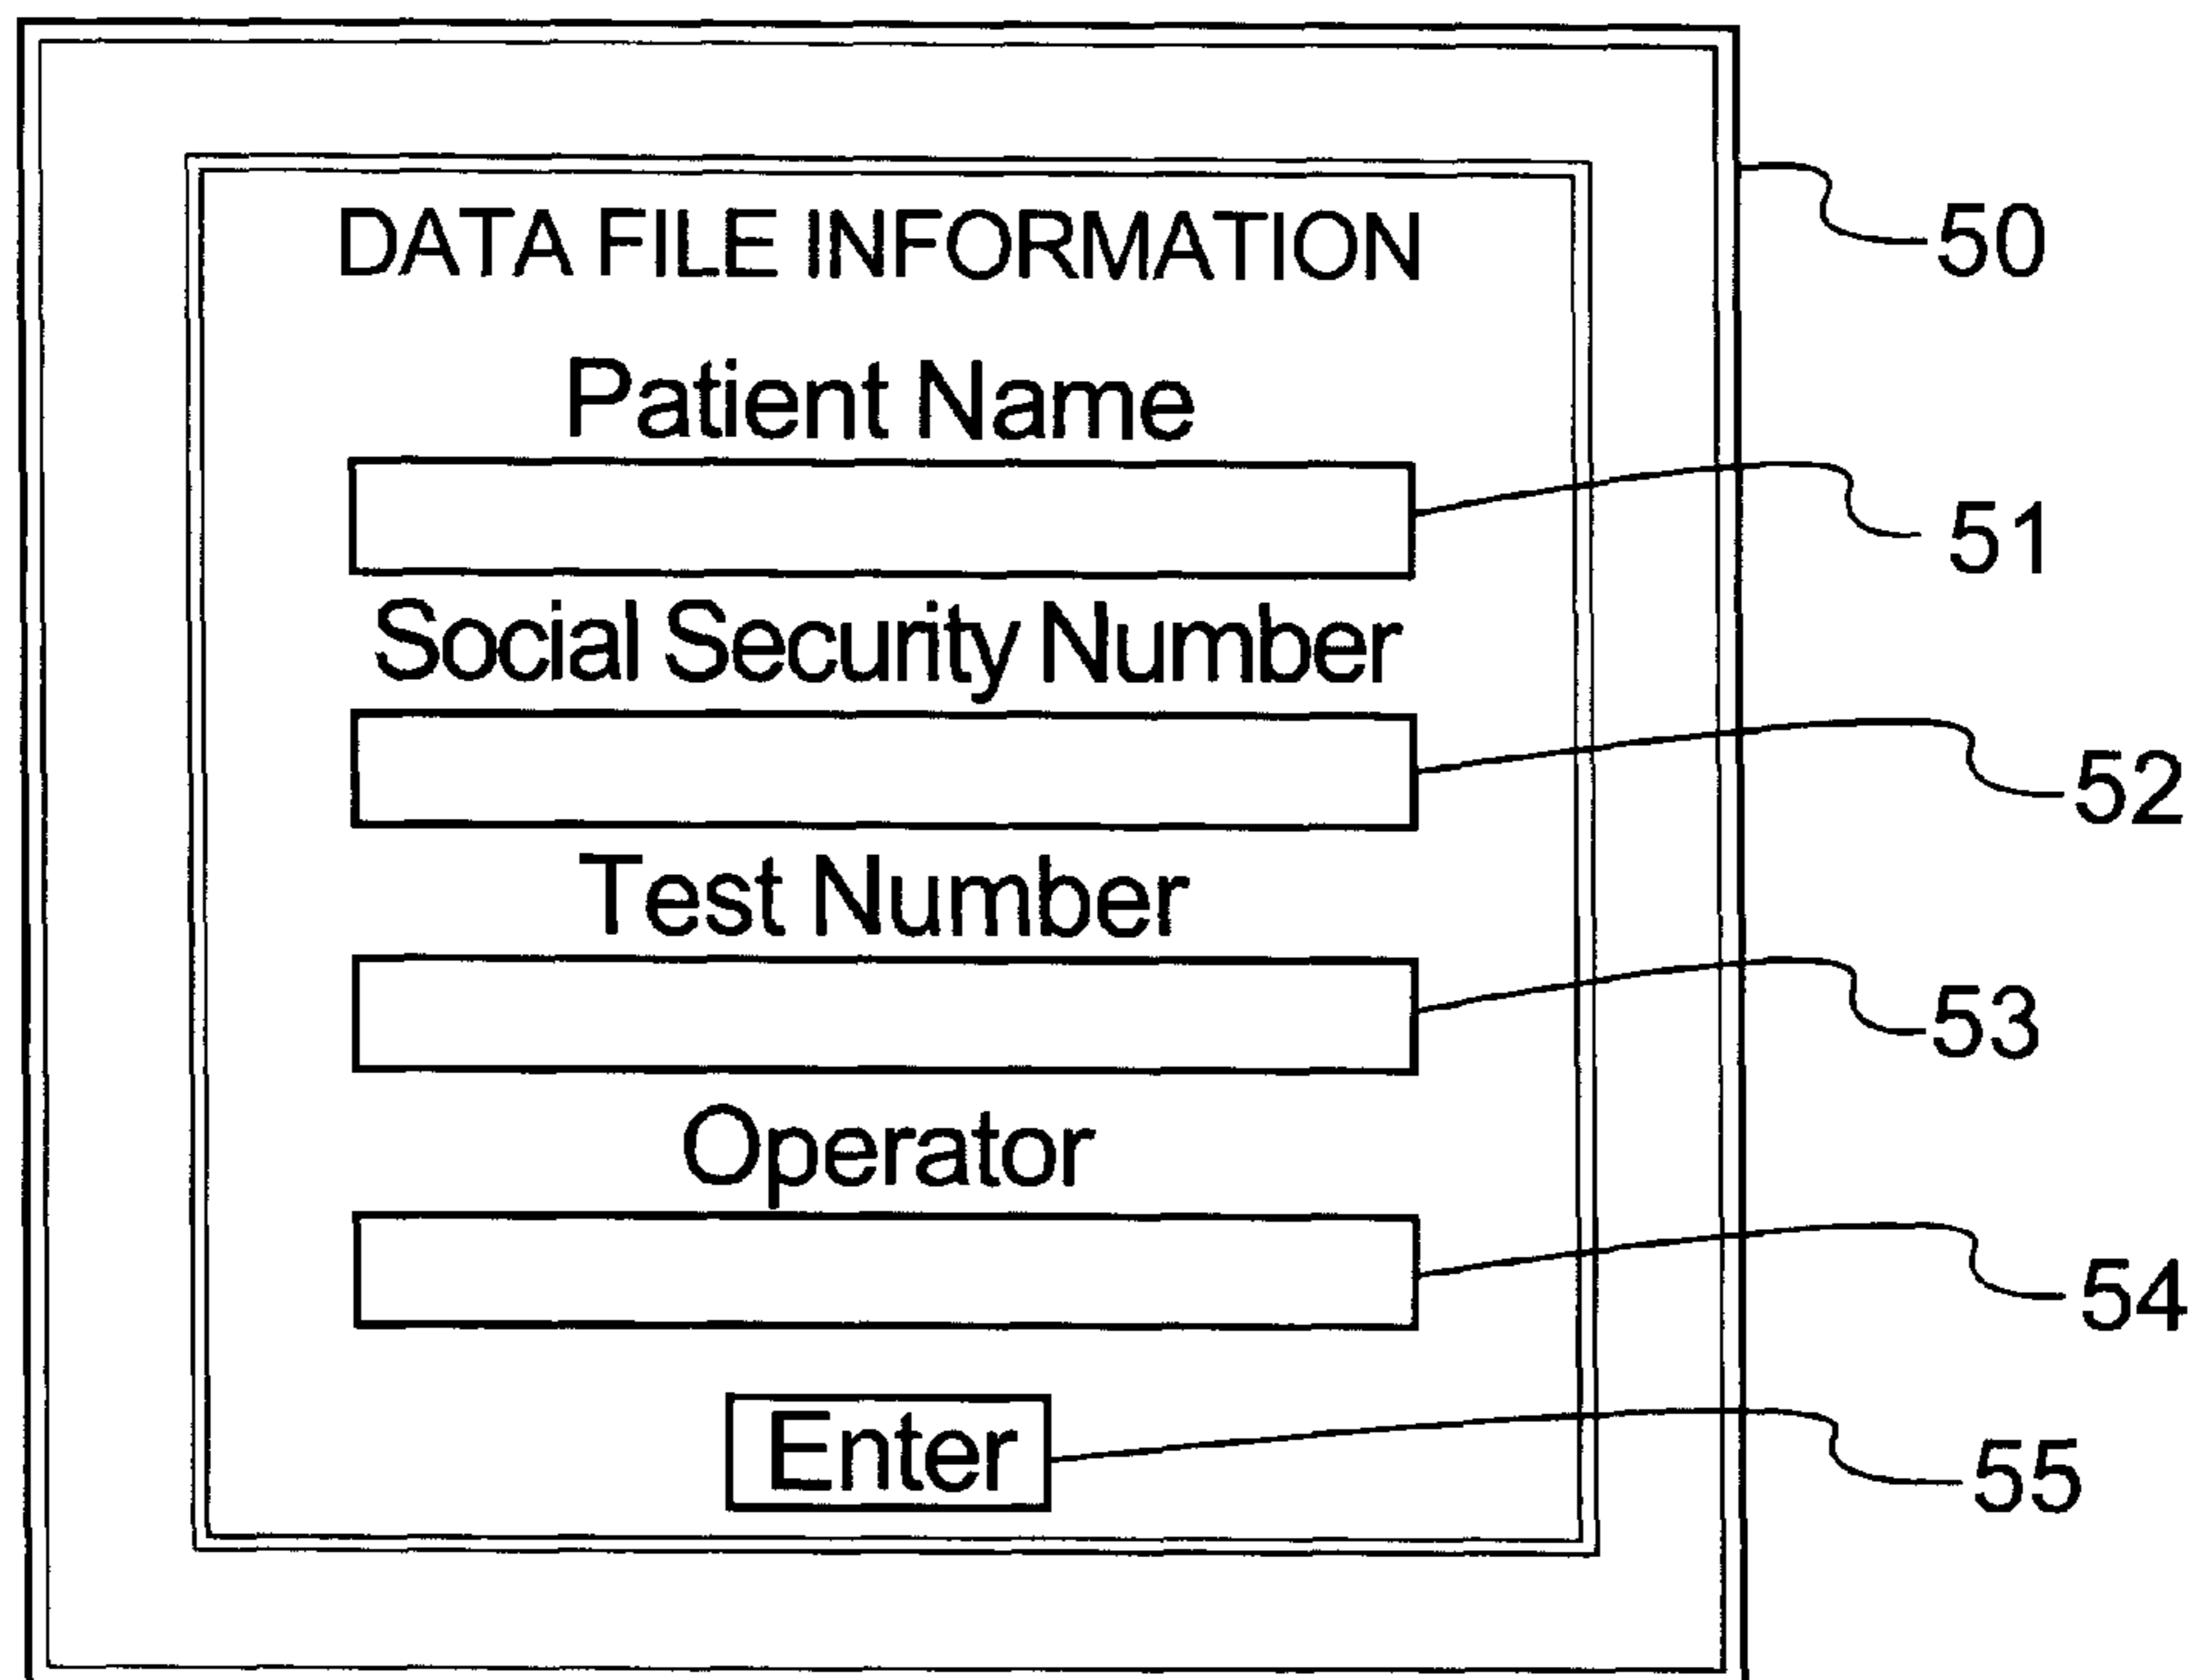 DATA FILE INFORMATION
50
Patient Name
51
Social Security Number
52
Test Number
53
Operator
54
Enter
55